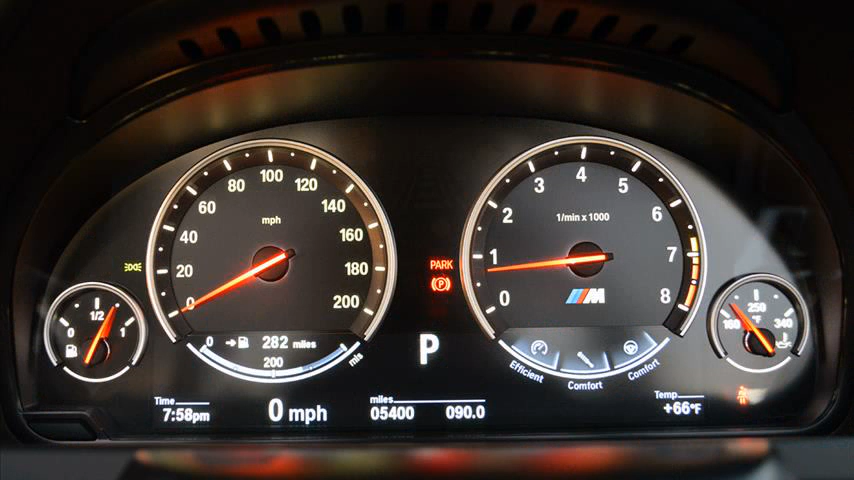 0
20
40
60
80
100
120
140
160
180
200
mph
0 282 miles
200
mls
0
1/2
1
PARK
P
P
0
1
2
3
4
5
6
7
8
1/min x 1000
M
Efficient
Comfort
Comfort
160
250
°F
340
Time
7:58pm
0 mph
miles
05400 090.0
Temp
+66°F